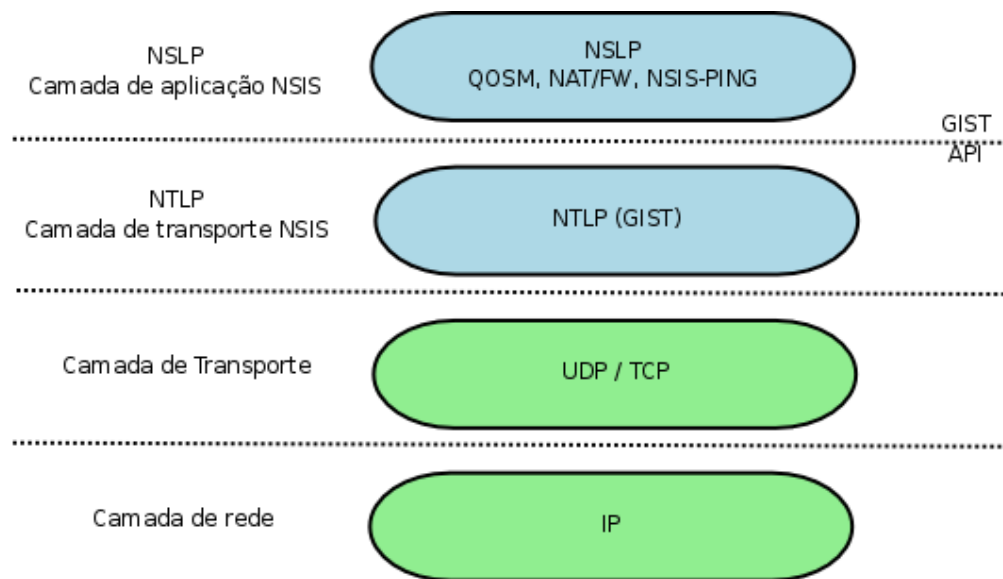 NSLP
Camada de aplicação NSIS
NSLP
QOSM, NAT/FW, NSIS-PING
GIST
API
NTLP
Camada de transporte NSIS
NTLP (GIST)
Camada de Transporte
UDP / TCP
Camada de rede
IP